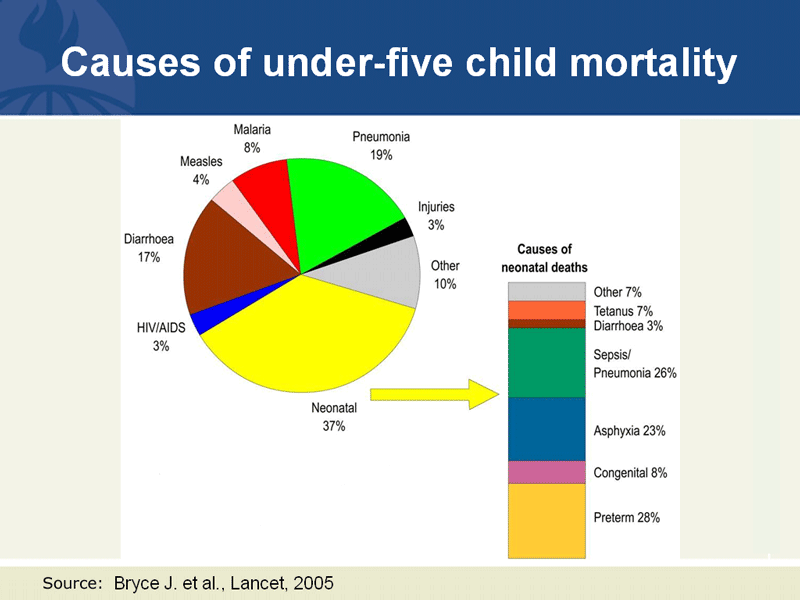 Causes of under-five child mortality
Malaria
8%
Pneumonia
19%
Measles
4%
Injuries
3%
Diarrhoea
17%
Other
10%
HIV/AIDS
3%
Neonatal
37%
Causes of
neonatal deaths
Other 7%
Tetanus 7%
Diarrhoea 3%
Sepsis/
Pneumonia 26%
Asphyxia 23%
Congenital 8%
Preterm 28%
Source: Bryce J. et al., Lancet, 2005